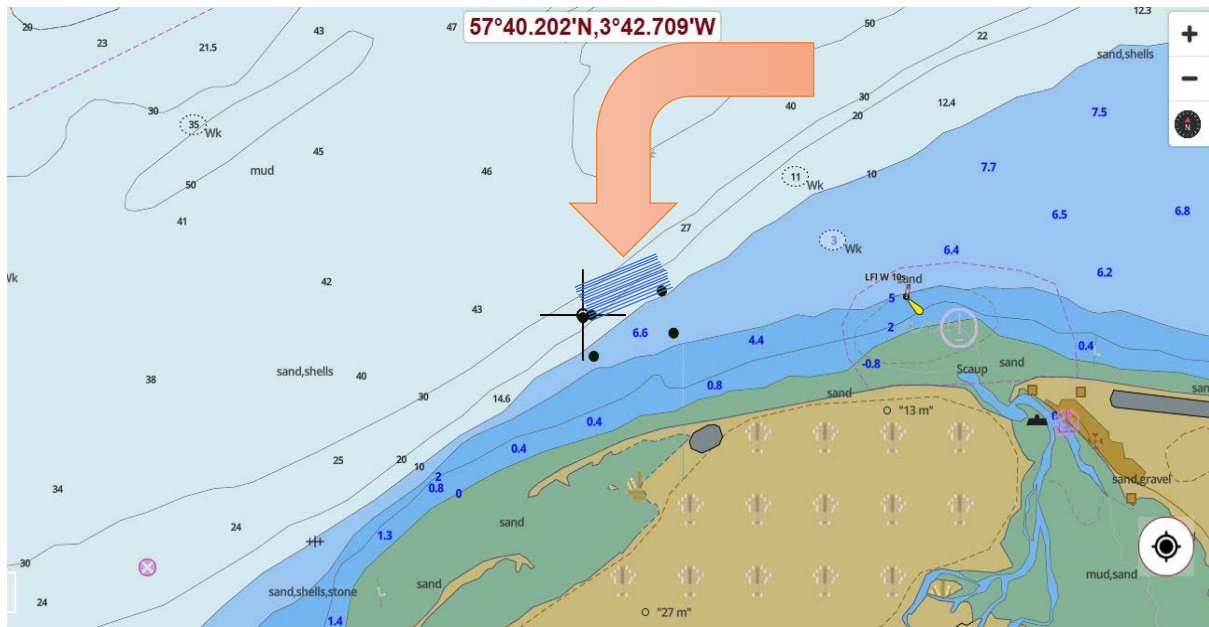 20
23
21.5
43
47
57°40.202'N,3°42.709'W
50
22
12.3
+
sand,shells
−
30
35
Wk
45
mud
50
46
40
30
20
12.4
7.5
N
11
Wk
10
7.7
41
27
6.5
6.8
3
Wk
6.4
Wk
42
6.2
LFl W 10s
sand
5
43
2
6.6
4.4
0.4
-0.8
sand,shells
40
38
Scaup
sand
0.8
sand
30
14.6
0.4
"13 m"
0.4
25
20
10
2
0.8
0
34
sand,gravel
sand
24
1.3
30
mud,sand
sand
sand,shells,stone
24
1.4
"27 m"